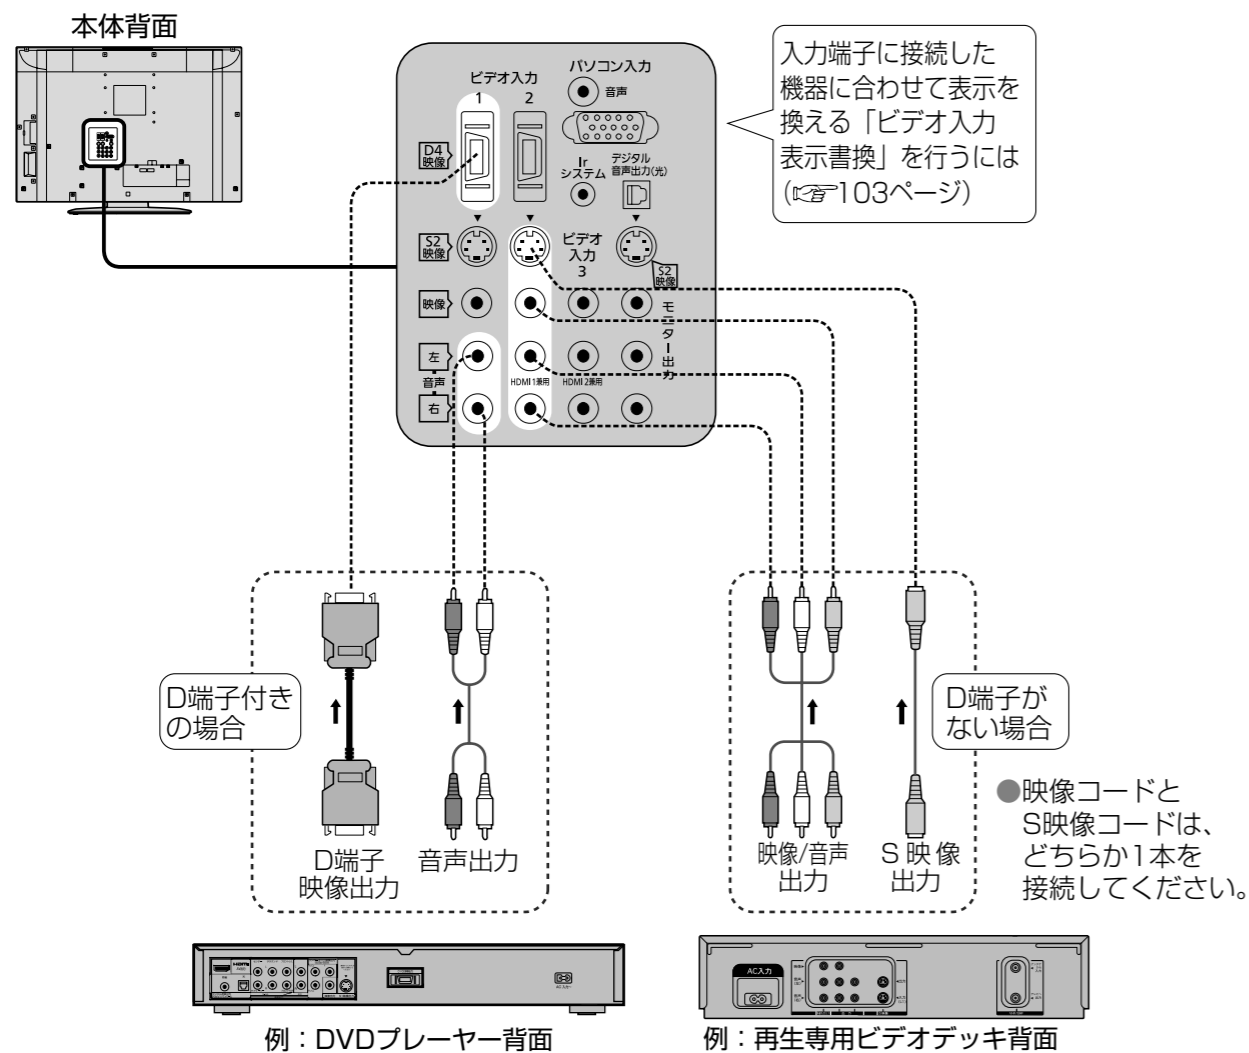 本体背面
ビデオ入力
1
2
パソコン入力
音声
D4
映像
Ir
システム
デジタル
音声出力(光)
S2
映像
ビデオ
入力
3
S2
映像
映像
モニター出力
左
音声
右
HDMI 1兼用
HDMI 2兼用
入力端子に接続した
機器に合わせて表示を
換える「ビデオ入力
表示書換」を行うには
(☞103ページ)
D端子付き
の場合
D端子
映像出力
音声出力
D端子が
ない場合
映像/音声
出力
S映像
出力
●映像コードと
S映像コードは、
どちらか1本を
接続してください。
AC入力
例：DVDプレーヤー背面
例：再生専用ビデオデッキ背面